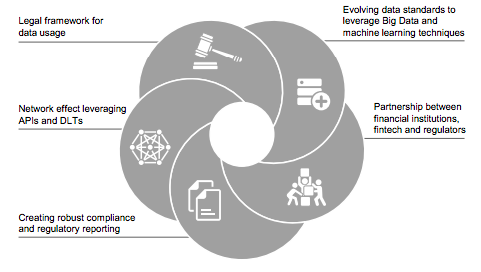 Legal framework for
data usage
Evolving data standards to
leverage Big Data and
machine learning techniques
Network effect leveraging
APIs and DLTs
Partnership between
financial institutions,
fintech and regulators
Creating robust compliance
and regulatory reporting